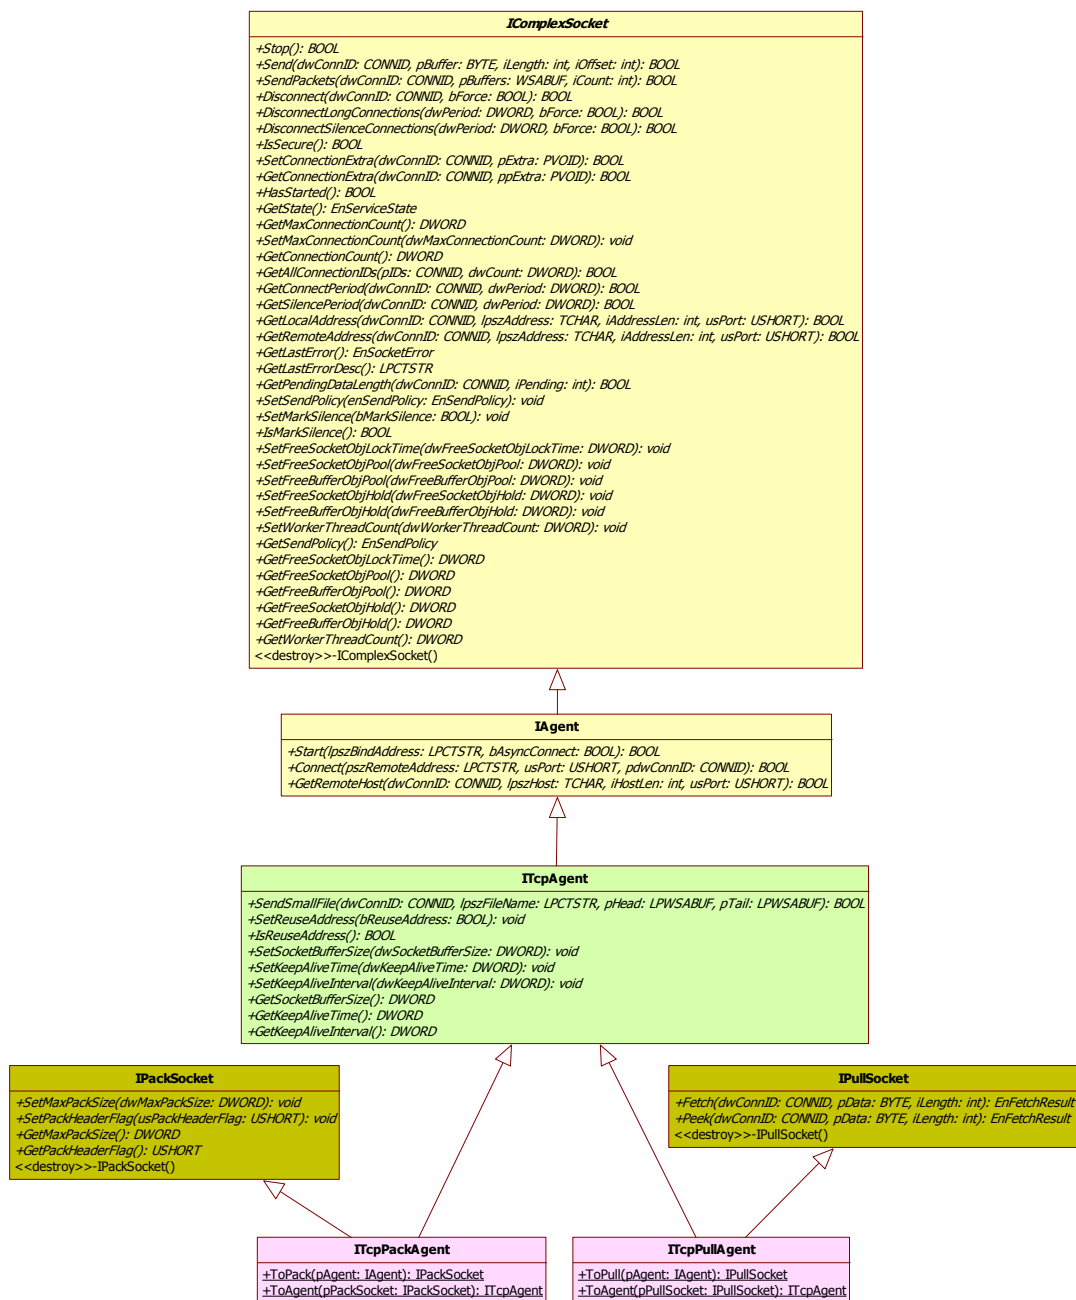 IComplexSocket
+Stop(): BOOL
+Send(dwConnID: CONNID, pBuffer: BYTE, iLength: int, iOffset: int): BOOL
+SendPackets(dwConnID: CONNID, pBuffers: WSABUF, iCount: int): BOOL
+Disconnect(dwConnID: CONNID, bForce: BOOL): BOOL
+DisconnectLongConnections(dwPeriod: DWORD, bForce: BOOL): BOOL
+DisconnectSilenceConnections(dwPeriod: DWORD, bForce: BOOL): BOOL
+IsSecure(): BOOL
+SetConnectionExtra(dwConnID: CONNID, pExtra: PVOID): BOOL
+GetConnectionExtra(dwConnID: CONNID, ppExtra: PVOID): BOOL
+HasStarted(): BOOL
+GetState(): EnServiceState
+GetMaxConnectionCount(): DWORD
+SetMaxConnectionCount(dwMaxConnectionCount: DWORD): void
+GetConnectionCount(): DWORD
+GetAllConnectionIDs(pIDs: CONNID, dwCount: DWORD): BOOL
+GetConnectPeriod(dwConnID: CONNID, dwPeriod: DWORD): BOOL
+GetSilencePeriod(dwConnID: CONNID, dwPeriod: DWORD): BOOL
+GetLocalAddress(dwConnID: CONNID, lpszAddress: TCHAR, iAddressLen: int, usPort: USHORT): BOOL
+GetRemoteAddress(dwConnID: CONNID, lpszAddress: TCHAR, iAddressLen: int, usPort: USHORT): BOOL
+GetLastError(): EnSocketError
+GetLastErrorDesc(): LPCTSTR
+GetPendingDataLength(dwConnID: CONNID, iPending: int): BOOL
+SetSendPolicy(enSendPolicy: EnSendPolicy): void
+SetMarkSilence(bMarkSilence: BOOL): void
+IsMarkSilence(): BOOL
+SetFreeSocketObjLockTime(dwFreeSocketObjLockTime: DWORD): void
+SetFreeSocketObjPool(dwFreeSocketObjPool: DWORD): void
+SetFreeBufferObjPool(dwFreeBufferObjPool: DWORD): void
+SetFreeSocketObjHold(dwFreeSocketObjHold: DWORD): void
+SetFreeBufferObjHold(dwFreeBufferObjHold: DWORD): void
+SetWorkerThreadCount(dwWorkerThreadCount: DWORD): void
+GetSendPolicy(): EnSendPolicy
+GetFreeSocketObjLockTime(): DWORD
+GetFreeSocketObjPool(): DWORD
+GetFreeBufferObjPool(): DWORD
+GetFreeSocketObjHold(): DWORD
+GetFreeBufferObjHold(): DWORD
+GetWorkerThreadCount(): DWORD
<<destroy>>-IComplexSocket()
IAgent
+Start(lpszBindAddress: LPCTSTR, bAsyncConnect: BOOL): BOOL
+Connect(pszRemoteAddress: LPCTSTR, usPort: USHORT, pdwConnID: CONNID): BOOL
+GetRemoteHost(dwConnID: CONNID, lpszHost: TCHAR, iHostLen: int, usPort: USHORT): BOOL
ITcpAgent
+SendSmallFile(dwConnID: CONNID, lpszFileName: LPCTSTR, pHead: LPWSABUF, pTail: LPWSABUF): BOOL
+SetReuseAddress(bReuseAddress: BOOL): void
+IsReuseAddress(): BOOL
+SetSocketBufferSize(dwSocketBufferSize: DWORD): void
+SetKeepAliveTime(dwKeepAliveTime: DWORD): void
+SetKeepAliveInterval(dwKeepAliveInterval: DWORD): void
+GetSocketBufferSize(): DWORD
+GetKeepAliveTime(): DWORD
+GetKeepAliveInterval(): DWORD
IPackSocket
+SetMaxPackSize(dwMaxPackSize: DWORD): void
+SetPackHeaderFlag(usPackHeaderFlag: USHORT): void
+GetMaxPackSize(): DWORD
+GetPackHeaderFlag(): USHORT
<<destroy>>-IPackSocket()
IPullSocket
+Fetch(dwConnID: CONNID, pData: BYTE, iLength: int): EnFetchResult
+Peek(dwConnID: CONNID, pData: BYTE, iLength: int): EnFetchResult
<<destroy>>-IPullSocket()
ITcpPackAgent
+ToPack(pAgent: IAgent): IPackSocket
+ToAgent(pPackSocket: IPackSocket): ITcpAgent
ITcpPullAgent
+ToPull(pAgent: IAgent): IPullSocket
+ToAgent(pPullSocket: IPullSocket): ITcpAgent